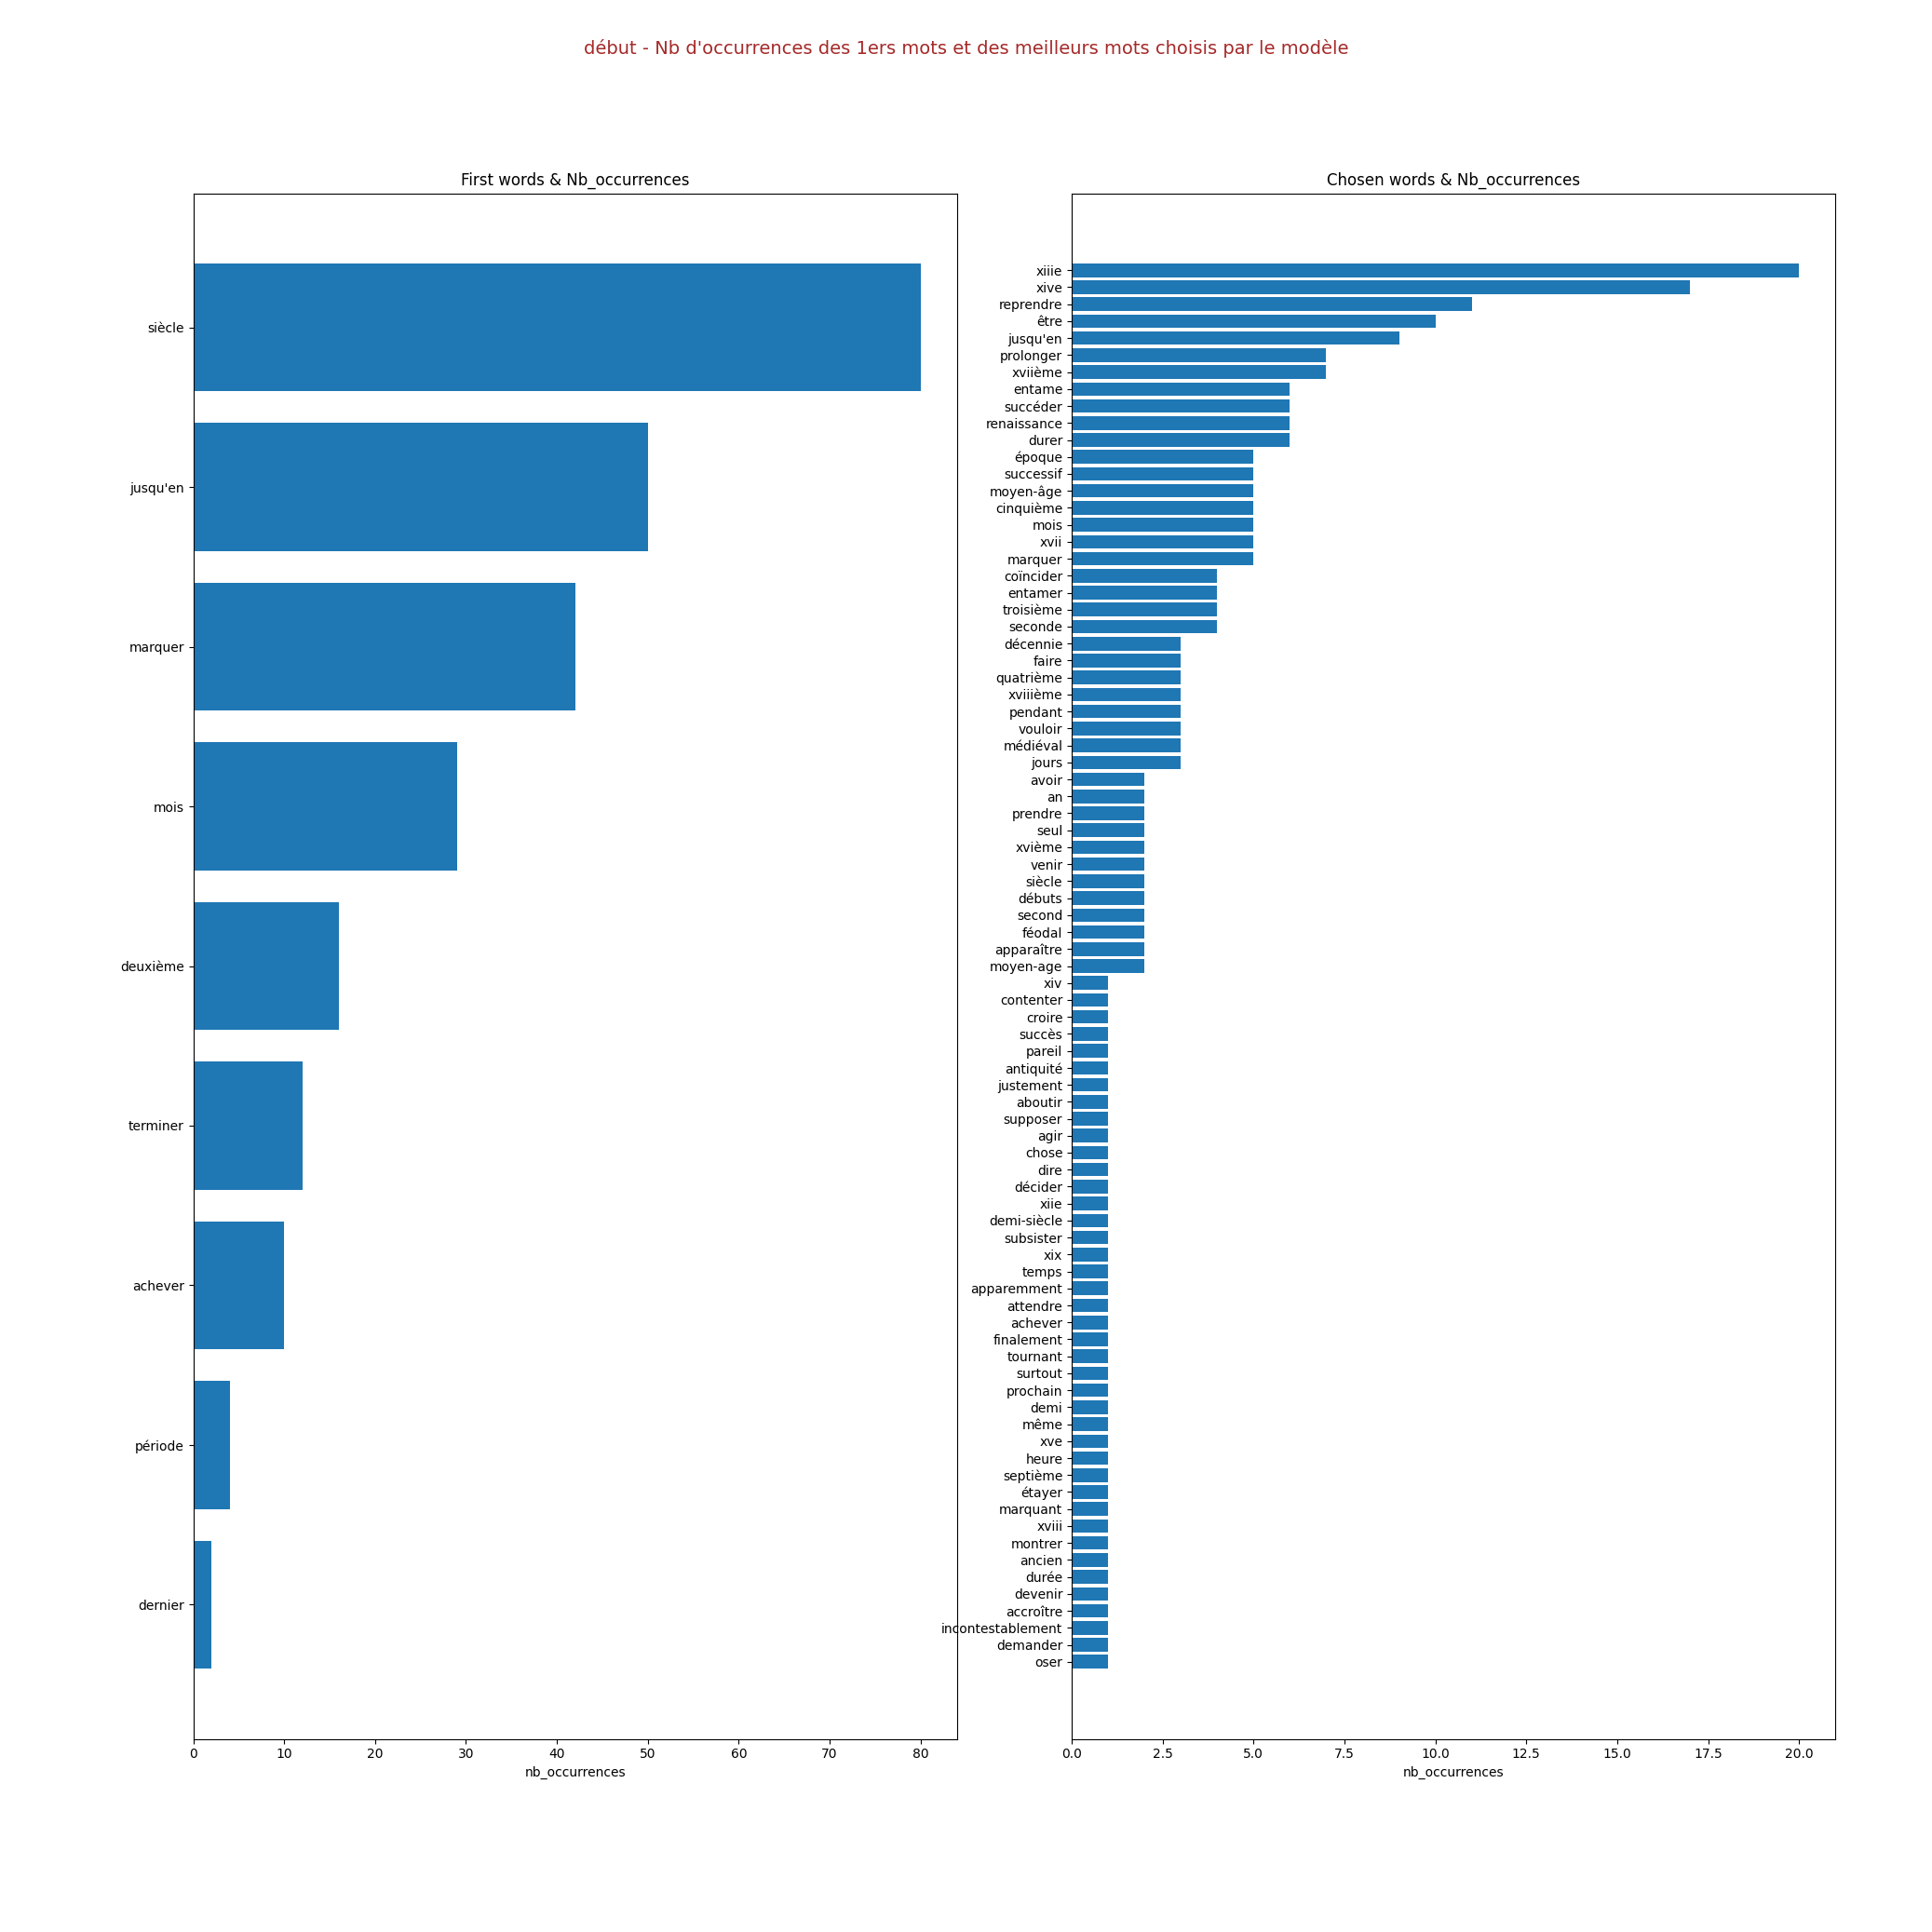 début - Nb d'occurrences des 1ers mots et des meilleurs mots choisis par le modèle
First words & Nb_occurrences
siècle
jusqu'en
marquer
mois
deuxième
terminer
achever
période
dernier
0 10 20 30 40 50 60 70 80
nb_occurrences
Chosen words & Nb_occurrences
xiiie
xive
reprendre
être
jusqu'en
prolonger
xviième
entame
succéder
renaissance
durer
époque
successif
moyen-âge
cinquième
mois
xvii
marquer
coïncider
entamer
troisième
seconde
décennie
faire
quatrième
xviiième
pendant
vouloir
médiéval
jours
avoir
an
prendre
seul
xvième
venir
siècle
débuts
second
féodal
apparaître
moyen-age
xiv
contenter
croire
succès
pareil
antiquité
justement
aboutir
supposer
agir
chose
dire
décider
xiie
demi-siècle
subsister
xix
temps
apparemment
attendre
achever
finalement
tournant
surtout
prochain
demi
même
xve
heure
septième
étayer
marquant
xviii
montrer
ancien
durée
devenir
accroître
incontestablement
demander
oser
0.0 2.5 5.0 7.5 10.0 12.5 15.0 17.5 20.0
nb_occurrences